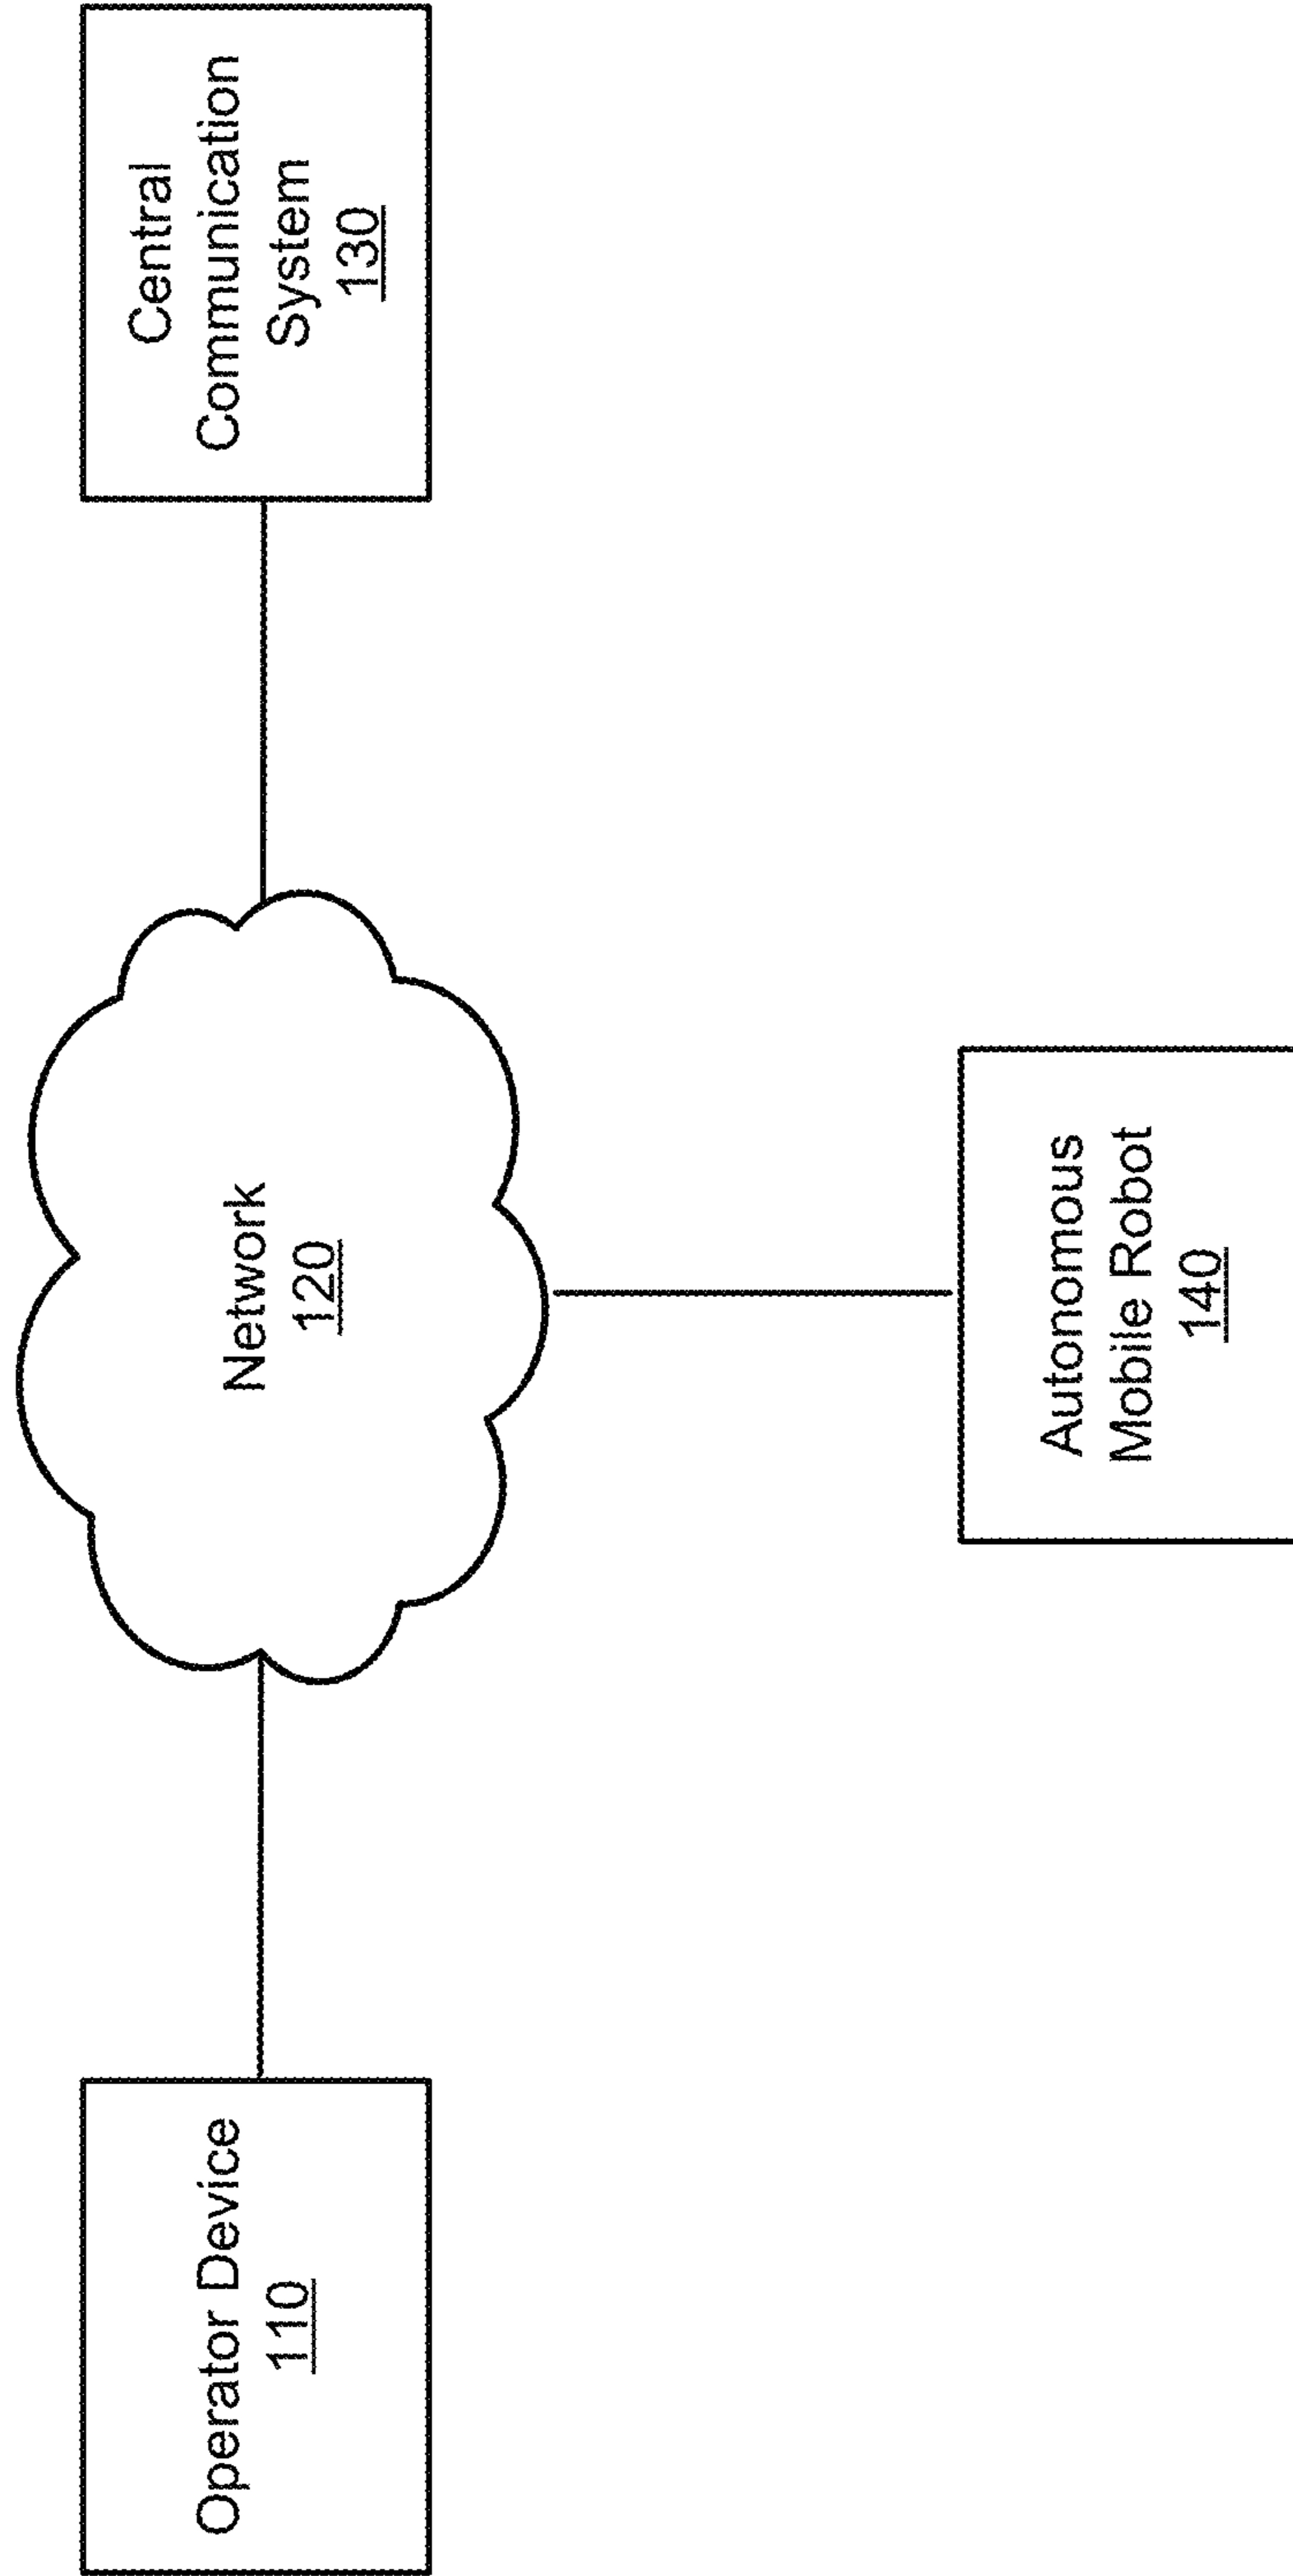 Operator Device
110
Network
120
Central
Communication
System
130
Autonomous
Mobile Robot
140